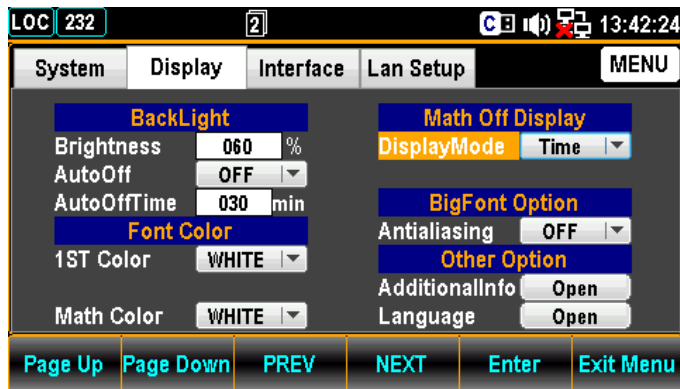 LOC 232 2 C 13:42:24
System Display Interface Lan Setup MENU
BackLight
Brightness 060 %
AutoOff OFF
AutoOffTime 030 min
Font Color
1ST Color WHITE
Math Color WHITE
Math Off Display
DisplayMode Time
BigFont Option
Antialiasing OFF
Other Option
AdditionalInfo Open
Language Open
Page Up Page Down PREV NEXT Enter Exit Menu